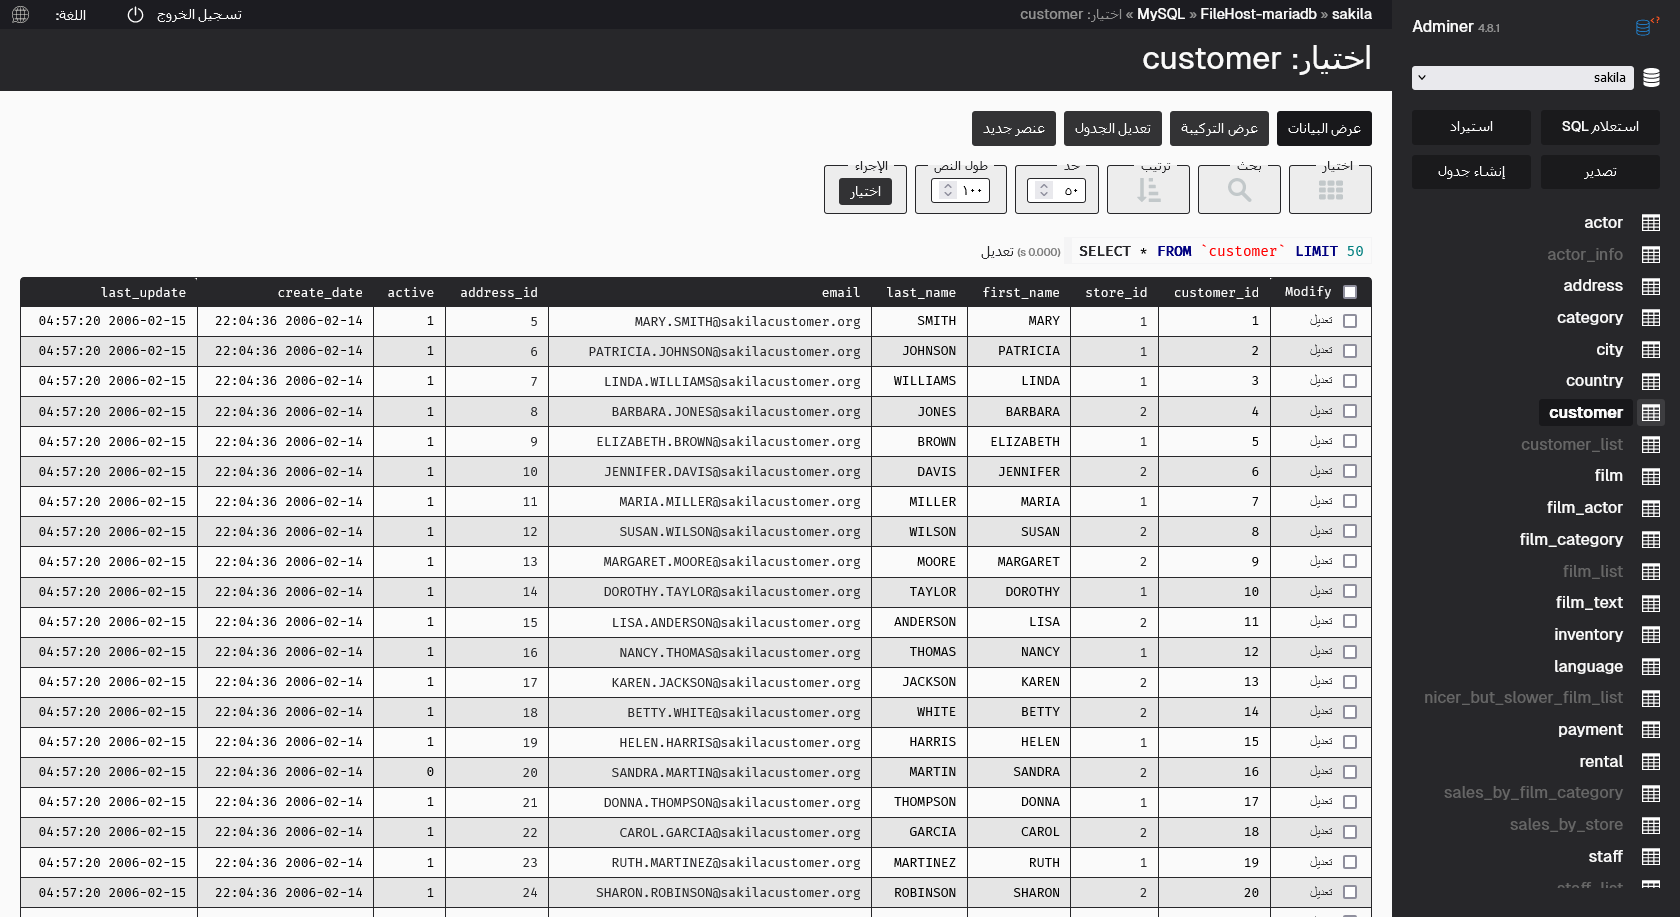 Adminer 4.8.1
sakila
استعلام SQL
استيراد
تصدير
إنشاء جدول
actor
actor_info
address
category
city
country
customer
customer_list
film
film_actor
film_category
film_list
film_text
inventory
language
nicer_but_slower_film_list
payment
rental
sales_by_film_category
sales_by_store
staff
staff_list
MySQL » FileHost-mariadb » sakila » اختيار: customer
تسجيل الخروج
اللغة:
اختيار: customer
عرض البيانات عرض التركيبة تعديل الجدول عنصر جديد
اختيار بحث ترتيب حد طول النص الإجراء
٥٠ ١٠٠ اختيار
SELECT * FROM `customer` LIMIT 50 (0.000 s) تعديل
Modify customer_id store_id first_name last_name email address_id active create_date last_update
تعديل 1 1 MARY SMITH MARY.SMITH@sakilacustomer.org 5 1 2006-02-14 22:04:36 2006-02-15 04:57:20
تعديل 2 1 PATRICIA JOHNSON PATRICIA.JOHNSON@sakilacustomer.org 6 1 2006-02-14 22:04:36 2006-02-15 04:57:20
تعديل 3 1 LINDA WILLIAMS LINDA.WILLIAMS@sakilacustomer.org 7 1 2006-02-14 22:04:36 2006-02-15 04:57:20
تعديل 4 2 BARBARA JONES BARBARA.JONES@sakilacustomer.org 8 1 2006-02-14 22:04:36 2006-02-15 04:57:20
تعديل 5 1 ELIZABETH BROWN ELIZABETH.BROWN@sakilacustomer.org 9 1 2006-02-14 22:04:36 2006-02-15 04:57:20
تعديل 6 2 JENNIFER DAVIS JENNIFER.DAVIS@sakilacustomer.org 10 1 2006-02-14 22:04:36 2006-02-15 04:57:20
تعديل 7 1 MARIA MILLER MARIA.MILLER@sakilacustomer.org 11 1 2006-02-14 22:04:36 2006-02-15 04:57:20
تعديل 8 2 SUSAN WILSON SUSAN.WILSON@sakilacustomer.org 12 1 2006-02-14 22:04:36 2006-02-15 04:57:20
تعديل 9 2 MARGARET MOORE MARGARET.MOORE@sakilacustomer.org 13 1 2006-02-14 22:04:36 2006-02-15 04:57:20
تعديل 10 1 DOROTHY TAYLOR DOROTHY.TAYLOR@sakilacustomer.org 14 1 2006-02-14 22:04:36 2006-02-15 04:57:20
تعديل 11 2 LISA ANDERSON LISA.ANDERSON@sakilacustomer.org 15 1 2006-02-14 22:04:36 2006-02-15 04:57:20
تعديل 12 1 NANCY THOMAS NANCY.THOMAS@sakilacustomer.org 16 1 2006-02-14 22:04:36 2006-02-15 04:57:20
تعديل 13 2 KAREN JACKSON KAREN.JACKSON@sakilacustomer.org 17 1 2006-02-14 22:04:36 2006-02-15 04:57:20
تعديل 14 2 BETTY WHITE BETTY.WHITE@sakilacustomer.org 18 1 2006-02-14 22:04:36 2006-02-15 04:57:20
تعديل 15 1 HELEN HARRIS HELEN.HARRIS@sakilacustomer.org 19 1 2006-02-14 22:04:36 2006-02-15 04:57:20
تعديل 16 2 SANDRA MARTIN SANDRA.MARTIN@sakilacustomer.org 20 0 2006-02-14 22:04:36 2006-02-15 04:57:20
تعديل 17 1 DONNA THOMPSON DONNA.THOMPSON@sakilacustomer.org 21 1 2006-02-14 22:04:36 2006-02-15 04:57:20
تعديل 18 2 CAROL GARCIA CAROL.GARCIA@sakilacustomer.org 22 1 2006-02-14 22:04:36 2006-02-15 04:57:20
تعديل 19 1 RUTH MARTINEZ RUTH.MARTINEZ@sakilacustomer.org 23 1 2006-02-14 22:04:36 2006-02-15 04:57:20
تعديل 20 2 SHARON ROBINSON SHARON.ROBINSON@sakilacustomer.org 24 1 2006-02-14 22:04:36 2006-02-15 04:57:20